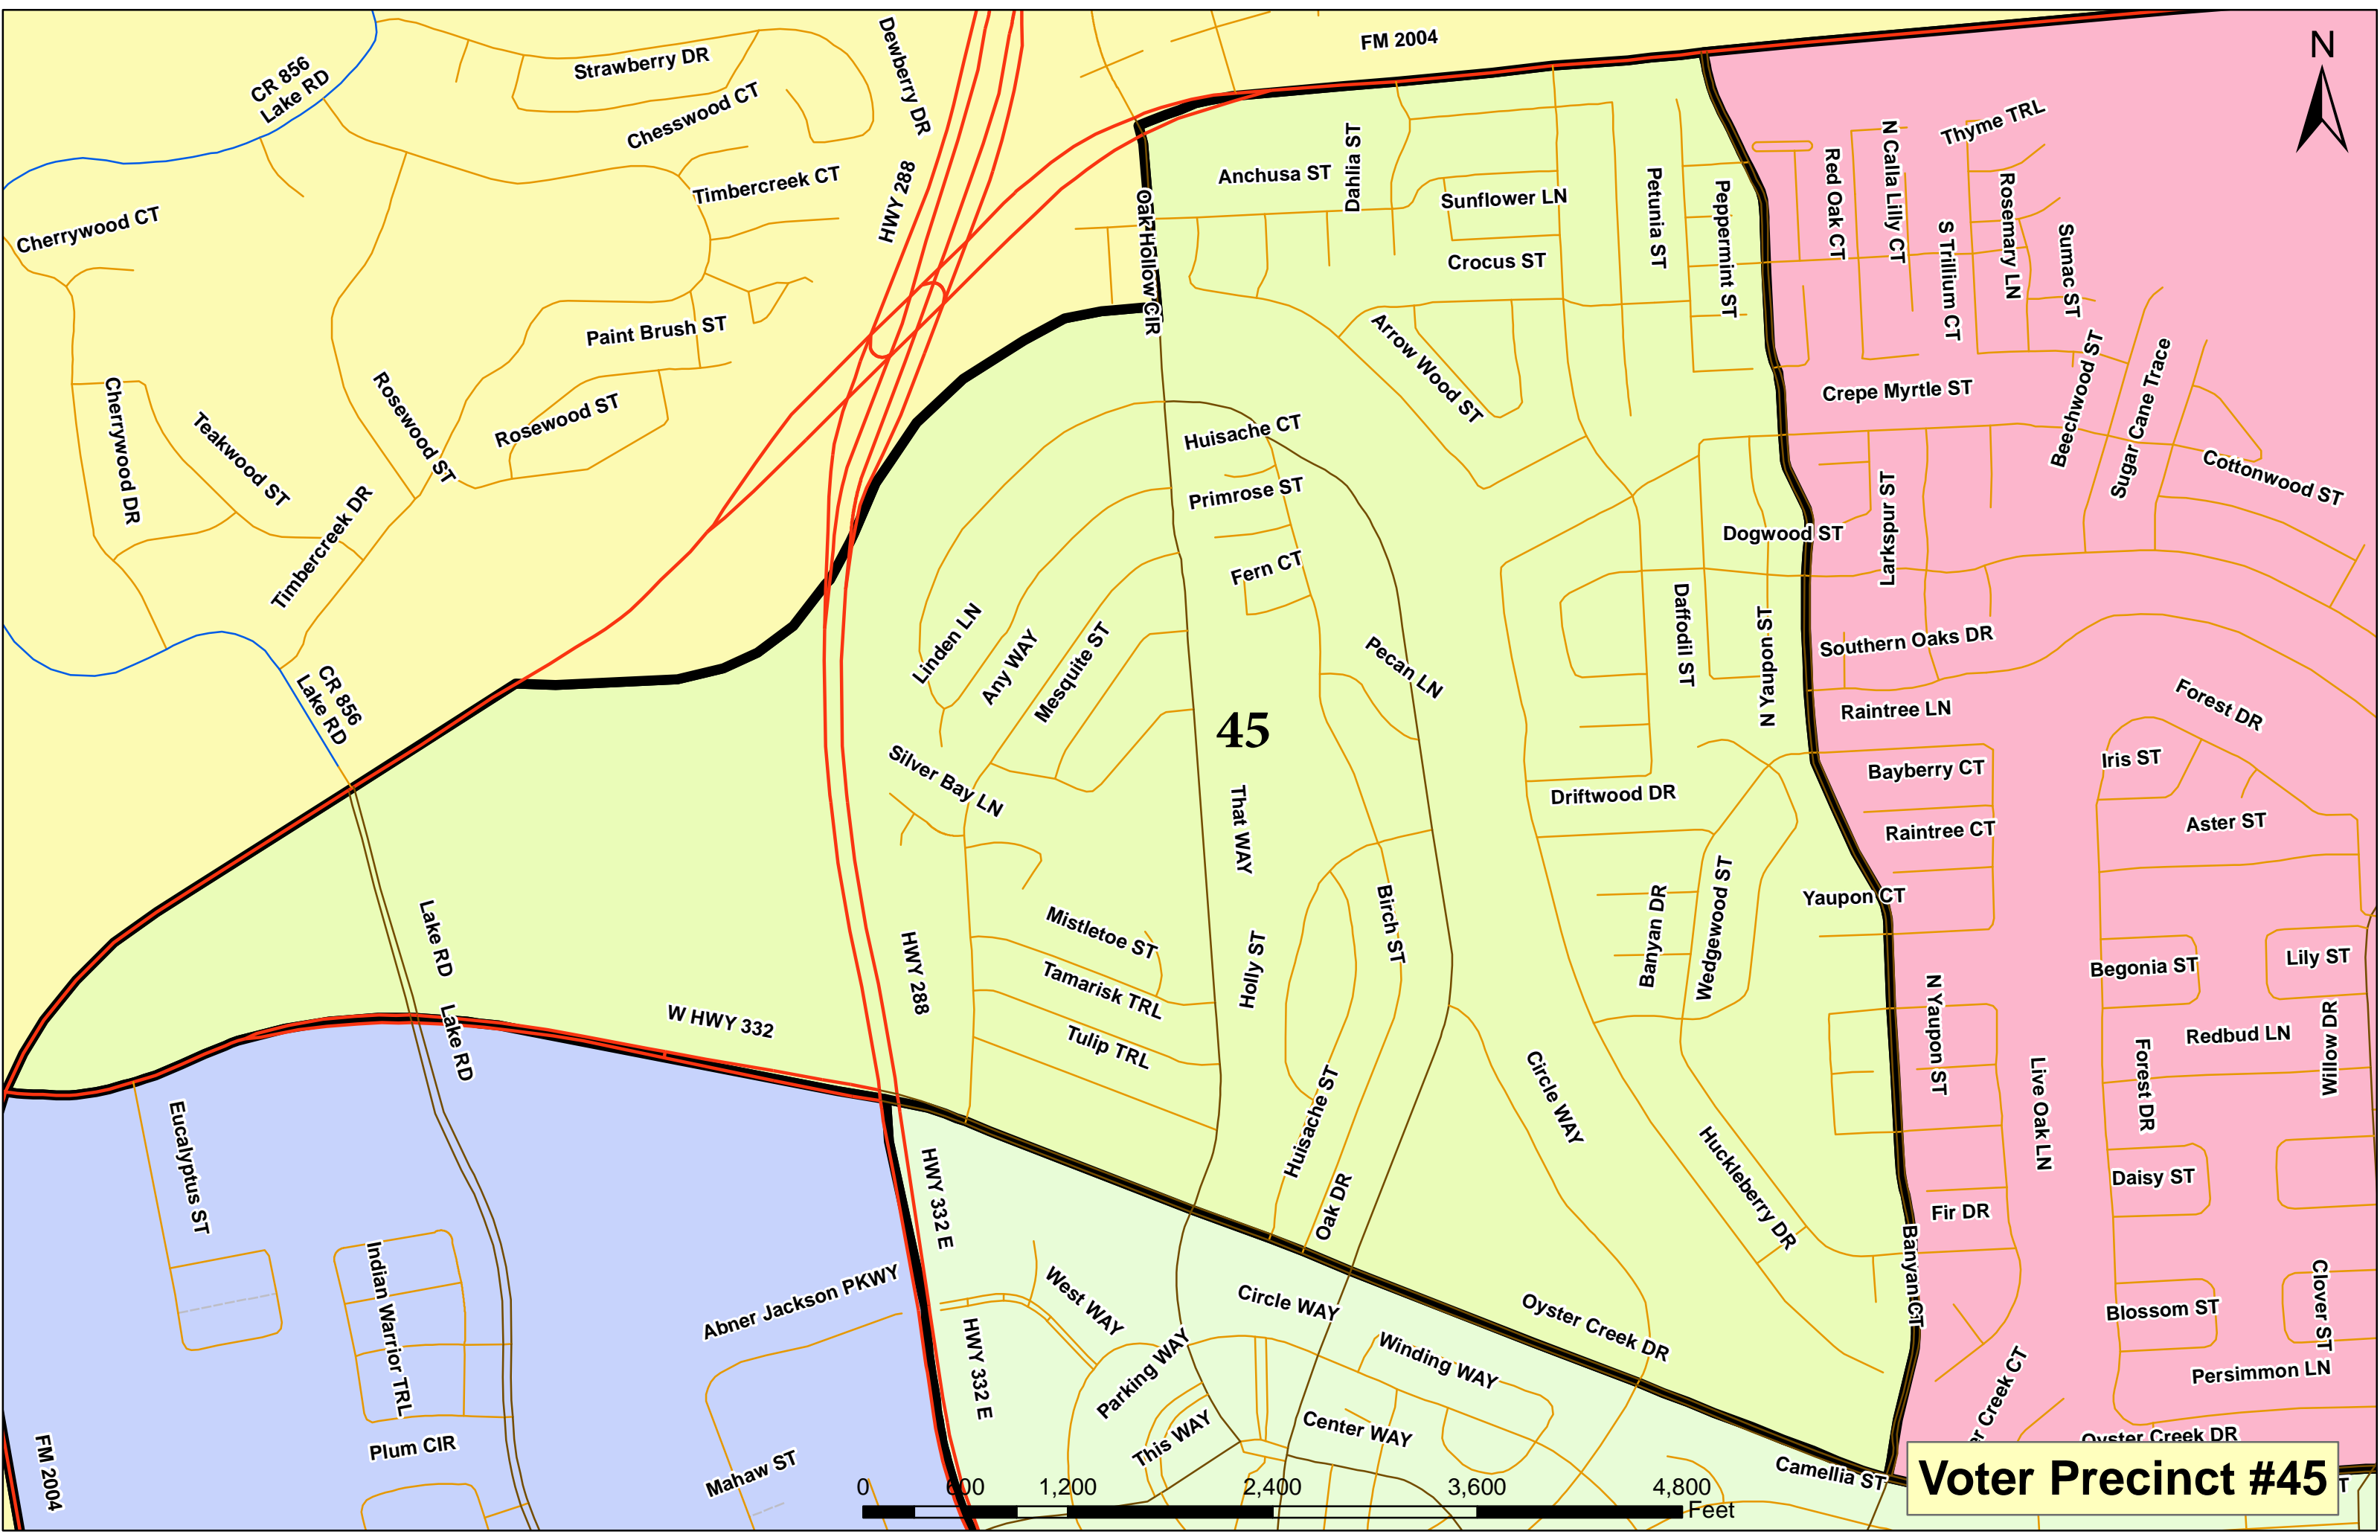 FM 2004
N
CR 856
Lake RD
Strawberry DR
Dewberry DR
Chesswood CT
Timbercreek CT
HWY 288
Cherrywood CT
Paint Brush ST
Rosewood ST
Rosewood ST
Cherrywood DR
Teakwood ST
Timbercreek DR
CR 856
Lake RD
Oak Hollow CIR
Anchusa ST
Dahlia ST
Sunflower LN
Crocus ST
Petunia ST
Peppermint ST
Arrow Wood ST
Red Oak CT
N Calla Lilly CT
Thyme TRL
S Trillium CT
Rosemary LN
Sumac ST
Crepe Myrtle ST
Beechwood ST
Sugar Cane Trace
Cottonwood ST
Huisache CT
Primrose ST
Fern CT
Dogwood ST
Larkspur ST
Linden LN
Any WAY
Mesquite ST
Pecan LN
Daffodil ST
N Yandon ST
Southern Oaks DR
Raintree LN
Forest DR
45
Silver Bay LN
That WAY
Driftwood DR
Bayberry CT
Iris ST
Raintree CT
Aster ST
Lake RD
Lake RD
W HWY 332
HWY 288
Mistletoe ST
Tamarisk TRL
Tulip TRL
Holly ST
Birch ST
Banyan DR
Wedgewood ST
Yaupon CT
Begonia ST
Lily ST
N Yaupon ST
Redbud LN
Willow DR
Forest DR
Live Oak LN
Eucalyptus ST
HWY 332 E
Huisache ST
Oak DR
Circle WAY
Huckleberry DR
Daisy ST
Fir DR
Banyan CT
Indian Warrior TRL
Abner Jackson PKWY
West WAY
Circle WAY
Oyster Creek DR
Blossom ST
Clover ST
HWY 332 E
Parking WAY
Winding WAY
Persimmon LN
This WAY
Center WAY
er Creek CT
Oyster Creek DR
FM 2004
Plum CIR
Mahaw ST
Camellia ST
Voter Precinct #45
T
0 600 1,200 2,400 3,600 4,800
Feet